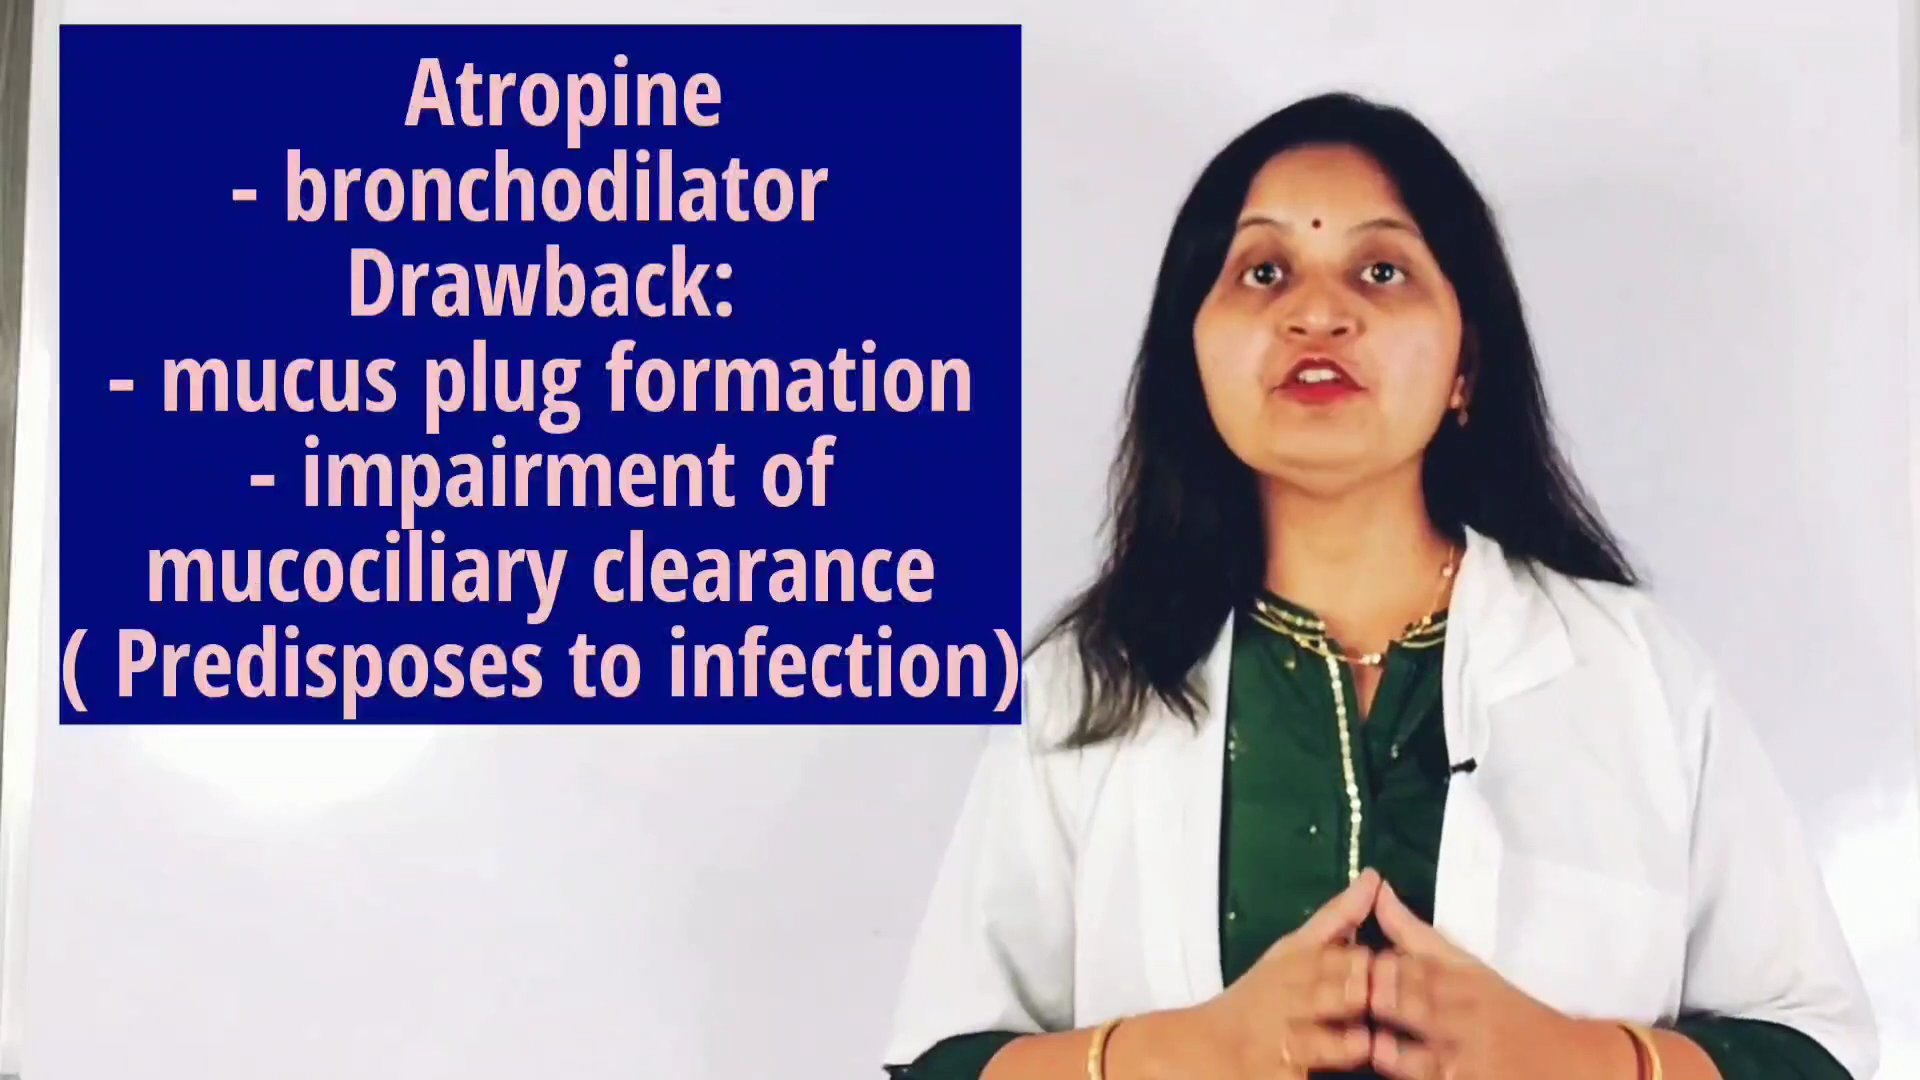 Atropine
- bronchodilator
Drawback:
- mucus plug formation
- impairment of
mucociliary clearance
( Predisposes to infection)